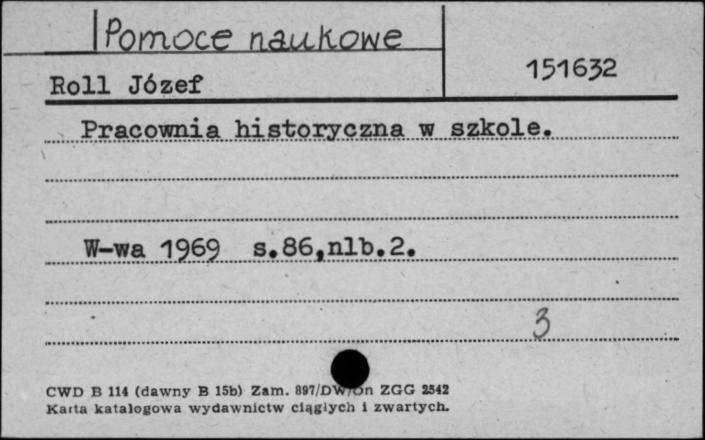 Pomoce naukowe
Roll Józef
151632
Pracownia historyczna w szkole.
W-wa 1969 s.86,nlb.2.
3
CWD B 114 (dawny B 15b) Zam. 897/DW/Sn ZGG 2542
Karta katalogowa wydawnictw ciągłych i zwartych.